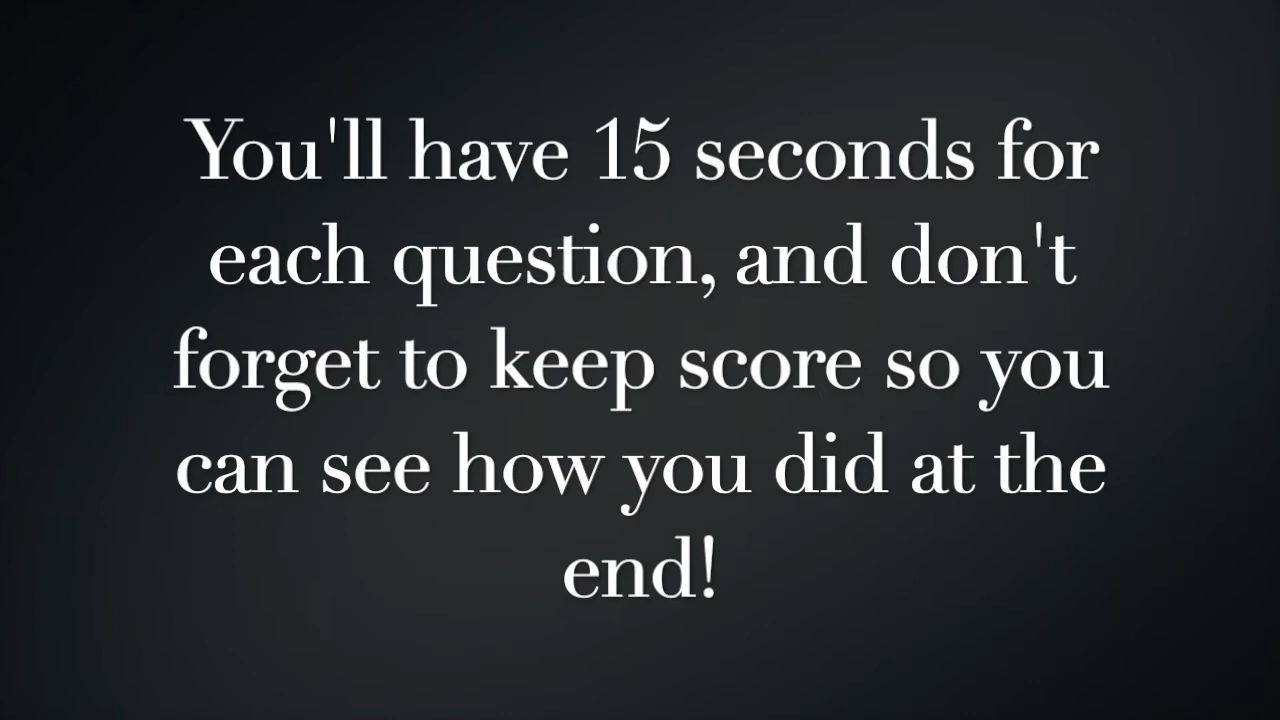 You'll have 15 seconds for
each question, and don't
forget to keep score so you
can see how you did at the
end!